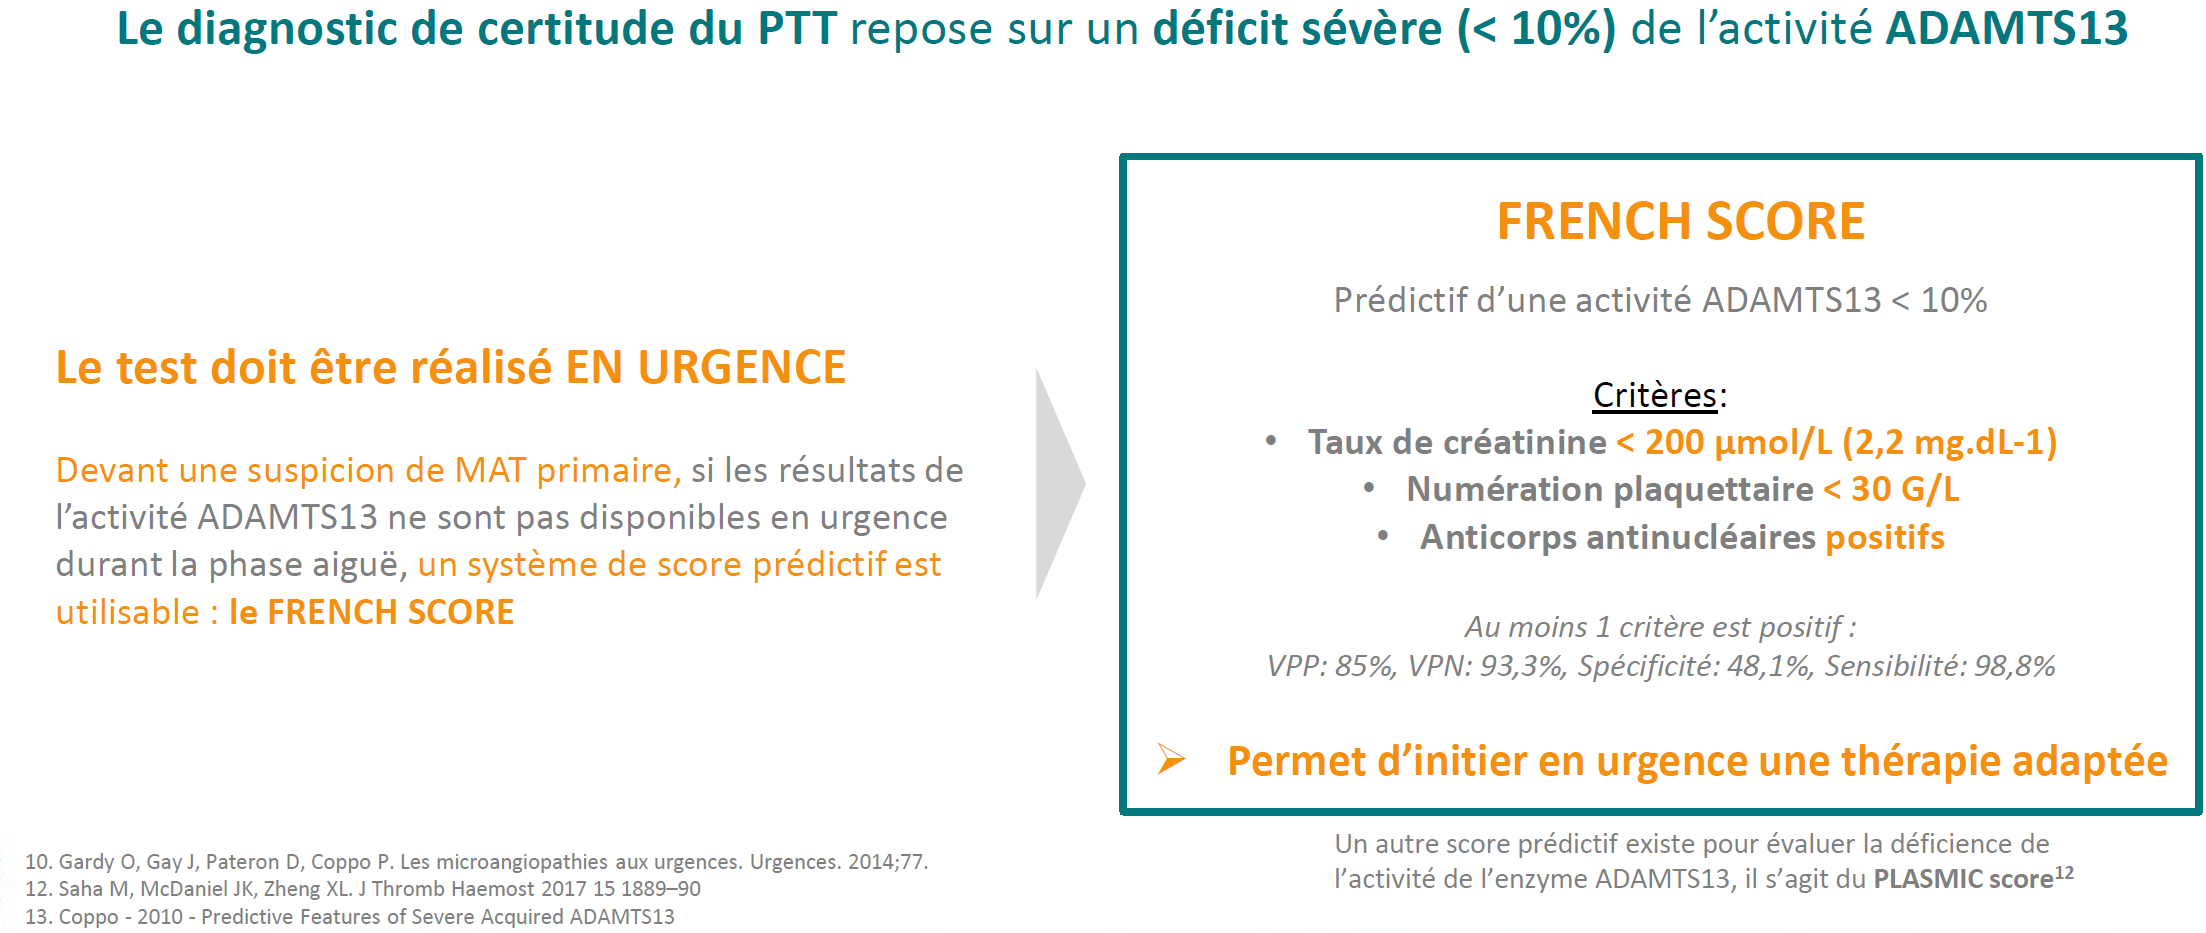 Le diagnostic de certitude du PTT repose sur un déficit sévère (< 10%) de l’activité ADAMTS13
Le test doit être réalisé EN URGENCE
Devant une suspicion de MAT primaire, si les résultats de
l’activité ADAMTS13 ne sont pas disponibles en urgence
durant la phase aiguë, un système de score prédictif est
utilisable : le FRENCH SCORE
FRENCH SCORE
Prédictif d’une activité ADAMTS13 < 10%
Critères:
• Taux de créatinine < 200 µmol/L (2,2 mg.dL-1)
• Numération plaquettaire < 30 G/L
• Anticorps antinucléaires positifs
Au moins 1 critère est positif :
VPP: 85%, VPN: 93,3%, Spécificité: 48,1%, Sensibilité: 98,8%
➢ Permet d’initier en urgence une thérapie adaptée
Un autre score prédictif existe pour évaluer la déficience de
l’activité de l’enzyme ADAMTS13, il s’agit du PLASMIC score¹²
10. Gardy O, Gay J, Pateron D, Coppo P. Les microangiopathies aux urgences. Urgences. 2014;77.
12. Saha M, McDaniel JK, Zheng XL. J Thromb Haemost 2017 15 1889–90
13. Coppo - 2010 - Predictive Features of Severe Acquired ADAMTS13